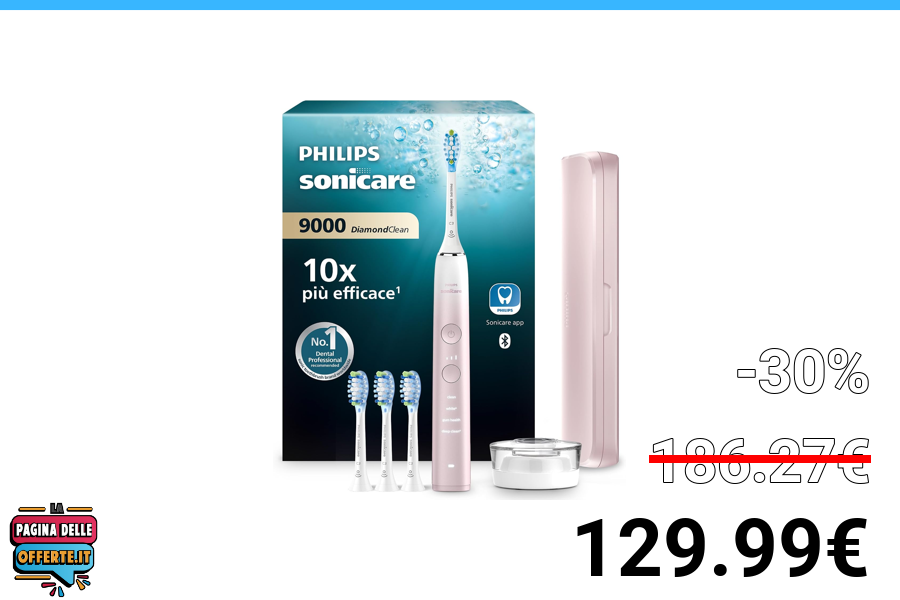 PHILIPS
sonicare
9000 DiamondClean
10x
più efficace¹
No.1
Dental
Professional
recommended
PHILIPS
Sonicare app
-30%
186.27€
129.99€
LA
PAGINA DELLE
OFFERTE.IT